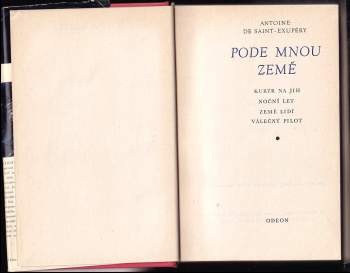 ANTOINE
DE SAINT-EXUPÉRY
PODE MNOU
ZEMĚ
KURÝR NA JIH
NOČNÍ LET
ZEMĚ LIDÍ
VÁLEČNÝ PILOT
ODEON